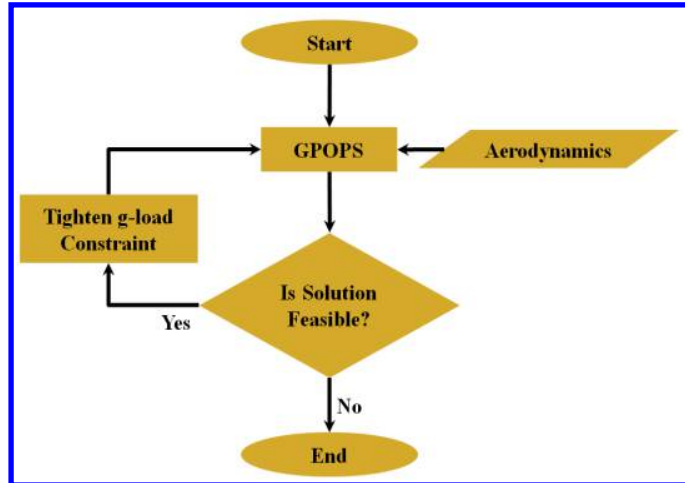 Start
GPOPS
Aerodynamics
Tighten g-load
Constraint
Is Solution
Feasible?
Yes
No
End